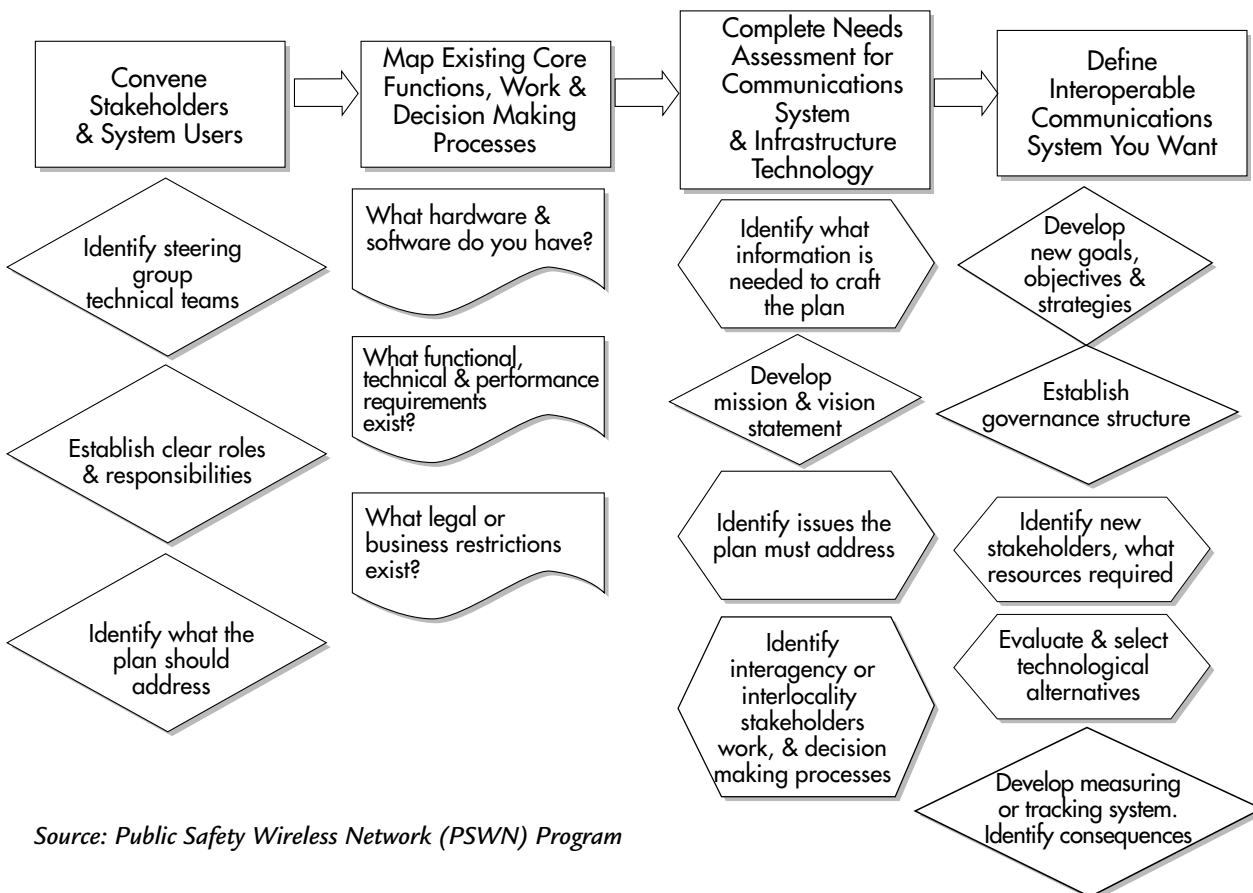 Convene
Stakeholders
& System Users
Map Existing Core
Functions, Work &
Decision Making
Processes
Complete Needs
Assessment for
Communications
System
& Infrastructure
Technology
Define
Interoperable
Communications
System You Want
Identify steering
group
technical teams
Establish clear roles
& responsibilities
Identify what the
plan should
address
What hardware &
software do you have?
What functional,
technical & performance
requirements
exist?
What legal or
business restrictions
exist?
Identify what
information is
needed to craft
the plan
Develop
mission & vision
statement
Identify issues the
plan must address
Identify
interagency or
interlocality
stakeholders
work, & decision
making processes
Develop
new goals,
objectives &
strategies
Establish
governance structure
Identify new
stakeholders, what
resources required
Evaluate & select
technological
alternatives
Develop measuring
or tracking system.
Identify consequences
Source: Public Safety Wireless Network (PSWN) Program